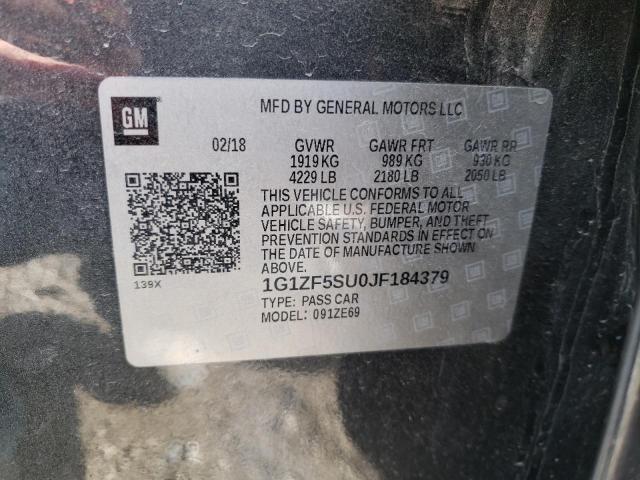 GM
MFD BY GENERAL MOTORS LLC
02/18 GVWR GAWR FRT GAWR RR
1919 KG 989 KG 930 KG
4229 LB 2180 LB 2050 LB
THIS VEHICLE CONFORMS TO ALL
APPLICABLE U.S. FEDERAL MOTOR
VEHICLE SAFETY, BUMPER, AND THEFT
PREVENTION STANDARDS IN EFFECT ON
THE DATE OF MANUFACTURE SHOWN
ABOVE.
139X
1G1ZF5SU0JF184379
TYPE: PASS CAR
MODEL: 091ZE69